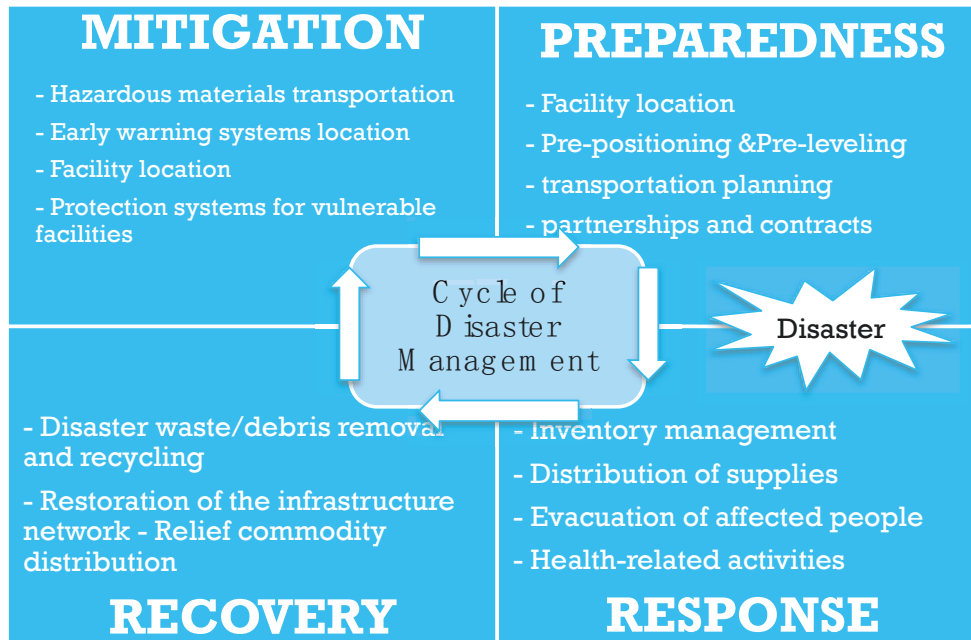 MITIGATION
- Hazardous materials transportation
- Early warning systems location
- Facility location
- Protection systems for vulnerable
facilities
PREPAREDNESS
- Facility location
- Pre-positioning &Pre-leveling
- transportation planning
- partnerships and contracts
Cycle of
Disaster
Management
Disaster
- Disaster waste/debris removal
and recycling
- Restoration of the infrastructure
network - Relief commodity
distribution
RECOVERY
- Inventory management
- Distribution of supplies
- Evacuation of affected people
- Health-related activities
RESPONSE